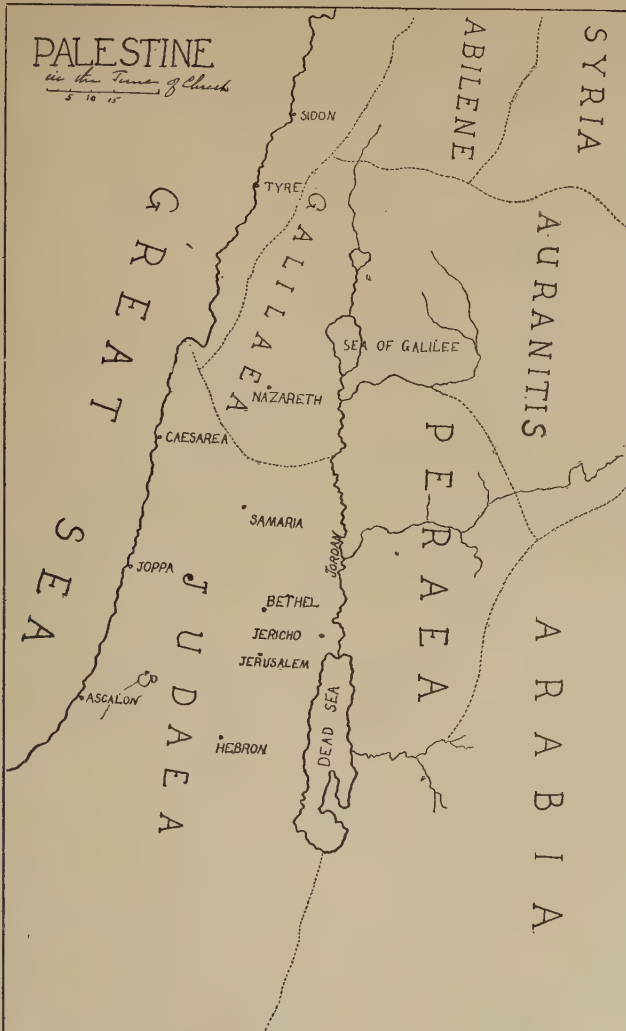 PALESTINE
in the Time of Christ
5 10 15
SYRIA
ABILENE
SIDON
TYRE
GALILAEA
AURANITIS
GREAT
SEA
SEA OF GALILEE
NAZARETH
PERAEA
CAESAREA
SAMARIA
JORDAN
JOPPA
JUDAEA
BETHEL
JERICHO
JERUSALEM
ARABIA
ASCALON
DEAD SEA
HEBRON